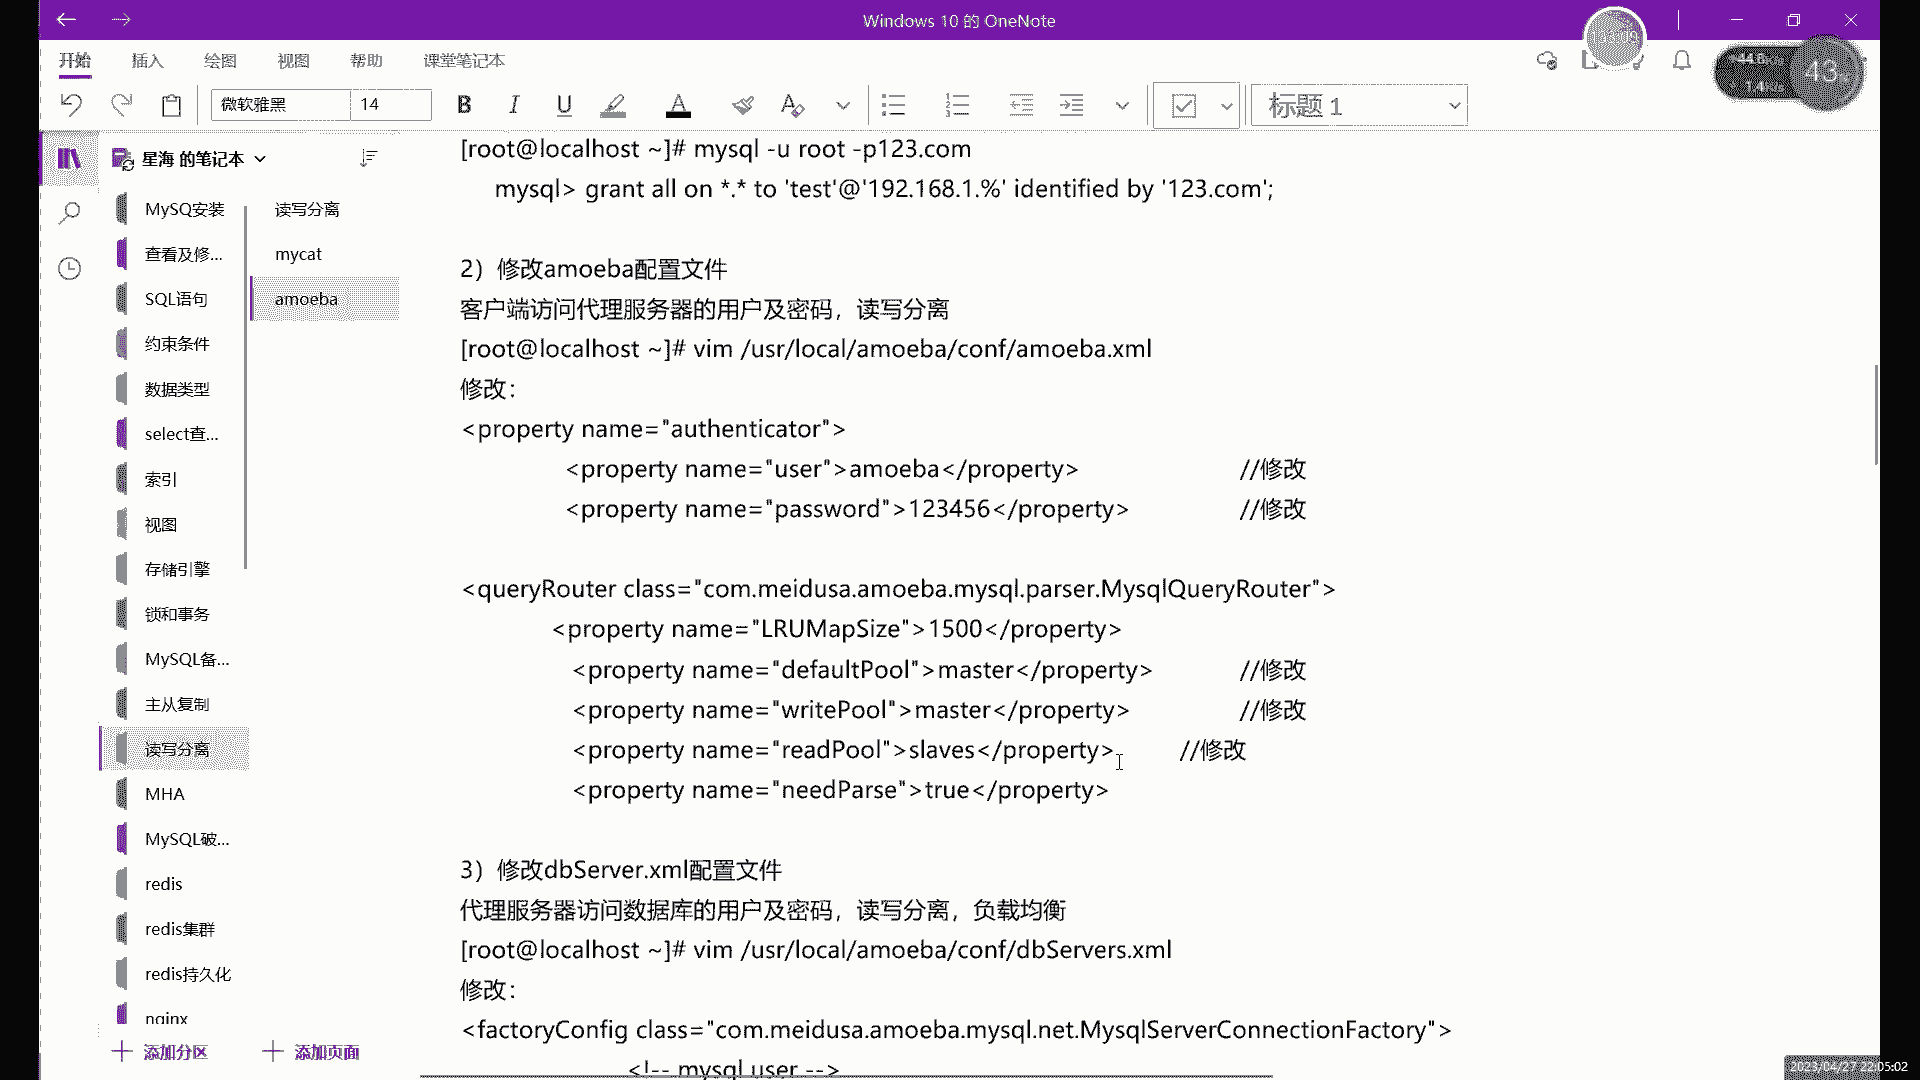 Windows 10 的 OneNote
开始 插入 绘图 视图 帮助 课堂笔记本
微软雅黑 14 B I U A 标题 1
43
星海 的笔记本
MySQ安装
查看及修...
SQL语句
约束条件
数据类型
select查...
索引
视图
存储引擎
锁和事务
MySQL备...
主从复制
读写分离
MHA
MySQL破...
redis
redis集群
redis持久化
nginx
添加分区
读写分离
mycat
amoeba
添加页面
[root@localhost ~]# mysql -u root -p123.com
mysql> grant all on *.* to 'test'@'192.168.1.%' identified by '123.com';
2）修改amoeba配置文件
客户端访问代理服务器的用户及密码，读写分离
[root@localhost ~]# vim /usr/local/amoeba/conf/amoeba.xml
修改：
<property name="authenticator">
<property name="user">amoeba</property> //修改
<property name="password">123456</property> //修改
<queryRouter class="com.meidusa.amoeba.mysql.parser.MysqlQueryRouter">
<property name="LRUMapSize">1500</property>
<property name="defaultPool">master</property> //修改
<property name="writePool">master</property> //修改
<property name="readPool">slaves</property> //修改
<property name="needParse">true</property>
3）修改dbServer.xml配置文件
代理服务器访问数据库的用户及密码，读写分离，负载均衡
[root@localhost ~]# vim /usr/local/amoeba/conf/dbServers.xml
修改：
<factoryConfig class="com.meidusa.amoeba.mysql.net.MysqlServerConnectionFactory">
<!-- mysql user -->
2023/04/27 22:05:02